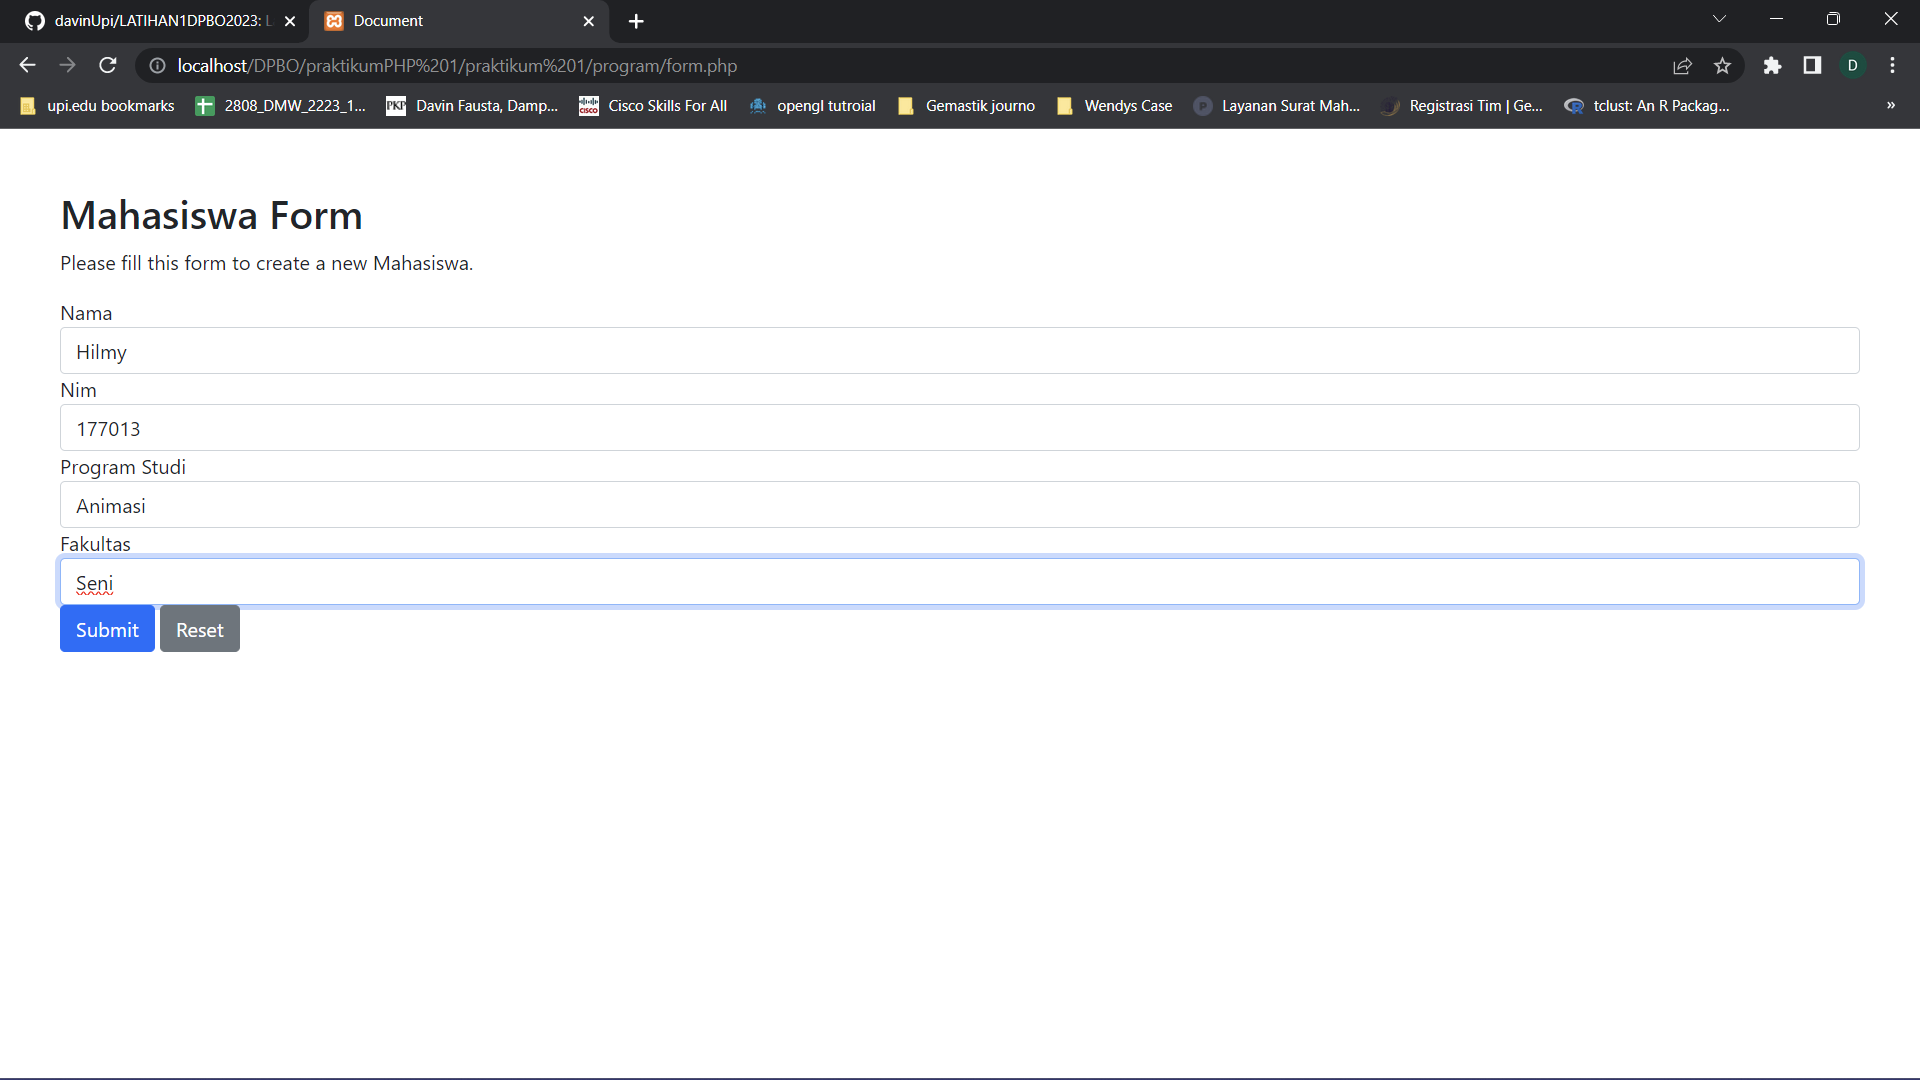 davinUpi/LATIHAN1DPBO2023: L
Document
localhost/DPBO/praktikumPHP%201/praktikum%201/program/form.php
D
upi.edu bookmarks
2808_DMW_2223_1...
PKP
Davin Fausta, Damp...
CISCO
Cisco Skills For All
opengl tutroial
Gemastik journo
Wendys Case
P
Layanan Surat Mah...
Registrasi Tim | Ge...
R
tclust: An R Packag...
»
Mahasiswa Form
Please fill this form to create a new Mahasiswa.
Nama
Hilmy
Nim
177013
Program Studi
Animasi
Fakultas
Seni
Submit
Reset